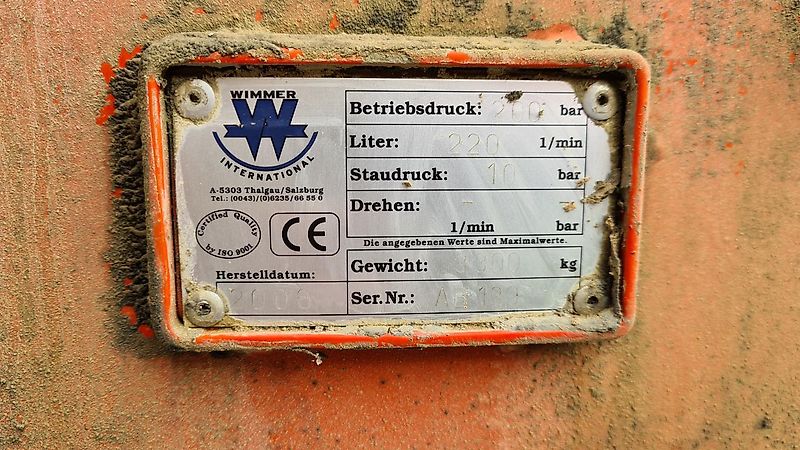 WIMMER
W
INTERNATIONAL
A-5303 Thalgau/Salzburg
Tel.: (0043)/(0)6235/66 55 0
Certified Quality
by ISO 9001
CE
Herstelldatum:
2006
Betriebsdruck: 260 bar
Liter: 220 l/min
Staudruck: 10 bar
Drehen: - -
l/min bar
Die angegebenen Werte sind Maximalwerte.
Gewicht: kg
Ser.Nr.: